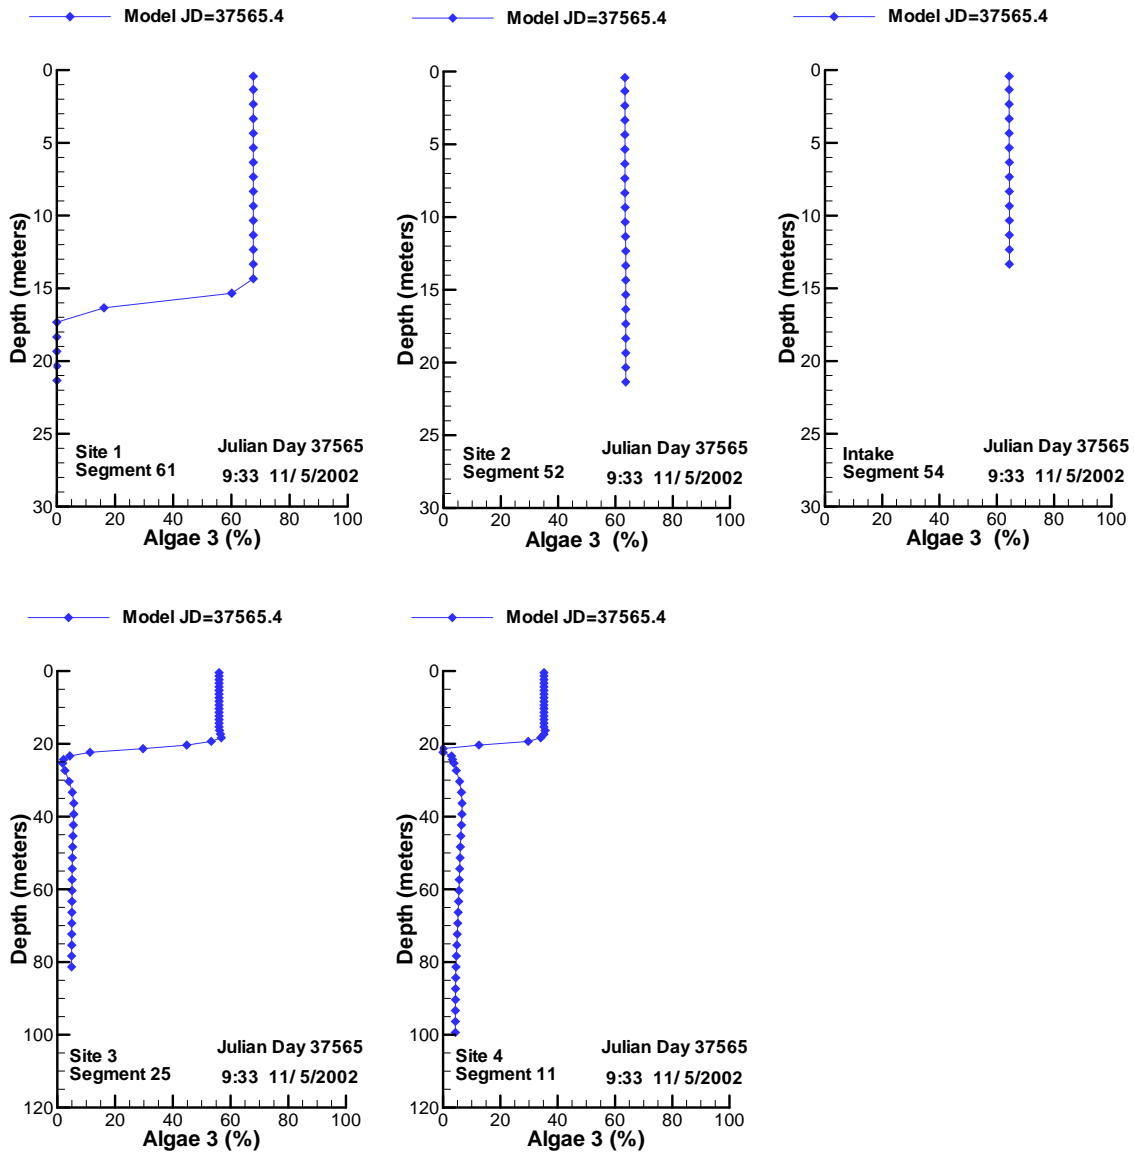 Model JD=37565.4
0
5
10
15
20
25
30
Depth (meters)
Site 1
Segment 61
Julian Day 37565
9:33 11/ 5/2002
0 20 40 60 80 100
Algae 3 (%)
Model JD=37565.4
0
5
10
15
20
25
30
Depth (meters)
Site 2
Segment 52
Julian Day 37565
9:33 11/ 5/2002
0 20 40 60 80 100
Algae 3 (%)
Model JD=37565.4
0
5
10
15
20
25
30
Depth (meters)
Intake
Segment 54
Julian Day 37565
9:33 11/ 5/2002
0 20 40 60 80 100
Algae 3 (%)
Model JD=37565.4
0
20
40
60
80
100
120
Depth (meters)
Site 3
Segment 25
Julian Day 37565
9:33 11/ 5/2002
0 20 40 60 80 100
Algae 3 (%)
Model JD=37565.4
0
20
40
60
80
100
120
Depth (meters)
Site 4
Segment 11
Julian Day 37565
9:33 11/ 5/2002
0 20 40 60 80 100
Algae 3 (%)